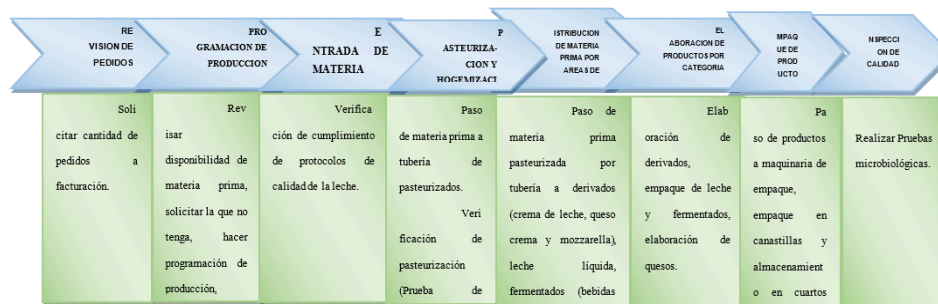 RE
VISION DE
PEDIDOS
PRO
GRAMACION DE
PRODUCCION
E
NTRADA DE
MATERIA
P
ASTEURIZA-
CION Y
HOGEMIZACI
ISTRIBUCION
DE MATERIA
PRIMA POR
AREAS DE
EL
ABORACION DE
PRODUCTOS POR
CATEGORIA
MPAQ
UE DE
PROD
UCTO
NSPECCI
ON DE
CALIDAD
Soli
citar cantidad de
pedidos a
facturación.
Rev
isar
disponibilidad de
materia prima,
solicitar la que no
tenga, hacer
programación de
producción,
Verifica
ción de cumplimiento
de protocolos de
calidad de la leche.
Paso
de materia prima a
tubería de
pasteurizados.
Veri
ficación de
pasteurización
(Prueba de
Paso de
materia prima
pasteurizada por
tubería a derivados
(crema de leche, queso
crema y mozzarella),
leche líquida,
fermentados (bebidas
Elab
oración de
derivados,
empaque de leche
y fermentados,
elaboración de
quesos.
Pa
so de productos
a maquinaria de
empaque,
empaque en
canastillas y
almacenamient
o en cuartos
Realizar Pruebas
microbiológicas.